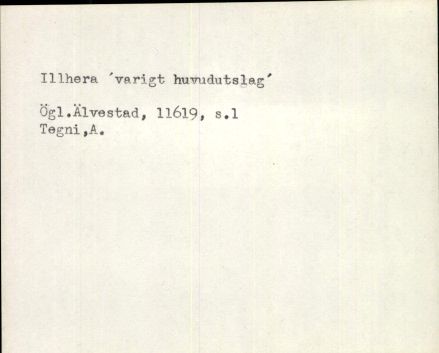 Illhera ´varigt huvudutslag´
Ögl.Älvestad, 11619, s.1
Tegni,A.